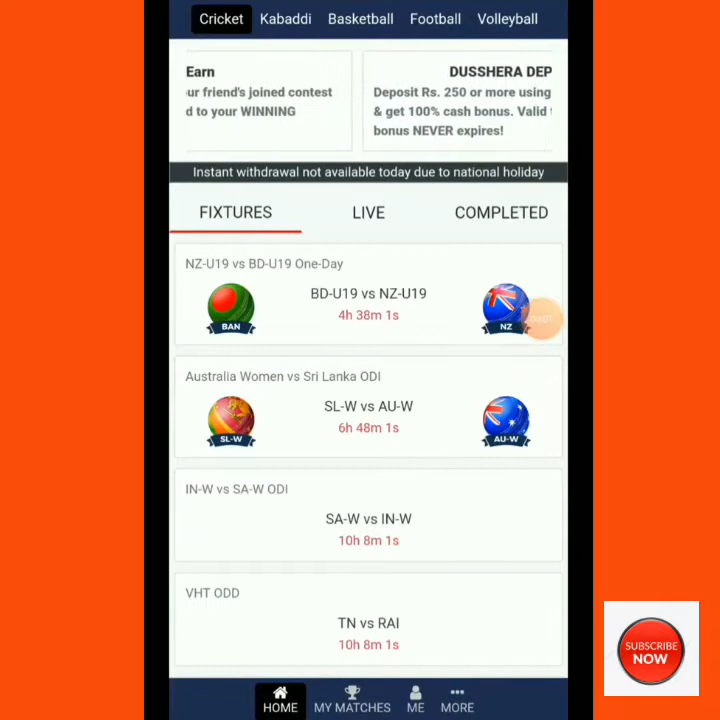 Cricket Kabaddi Basketball Football Volleyball
Earn
ur friend's joined contest
d to your WINNING
DUSSHERA DEP
Deposit Rs. 250 or more using
& get 100% cash bonus. Valid
bonus NEVER expires!
Instant withdrawal not available today due to national holiday
FIXTURES LIVE COMPLETED
NZ-U19 vs BD-U19 One-Day
BD-U19 vs NZ-U19
4h 38m 1s
BAN
NZ
Australia Women vs Sri Lanka ODI
SL-W vs AU-W
6h 48m 1s
SL-W
AU-W
IN-W vs SA-W ODI
SA-W vs IN-W
10h 8m 1s
VHT ODD
TN vs RAI
10h 8m 1s
HOME MY MATCHES ME MORE
SUBSCRIBE
NOW